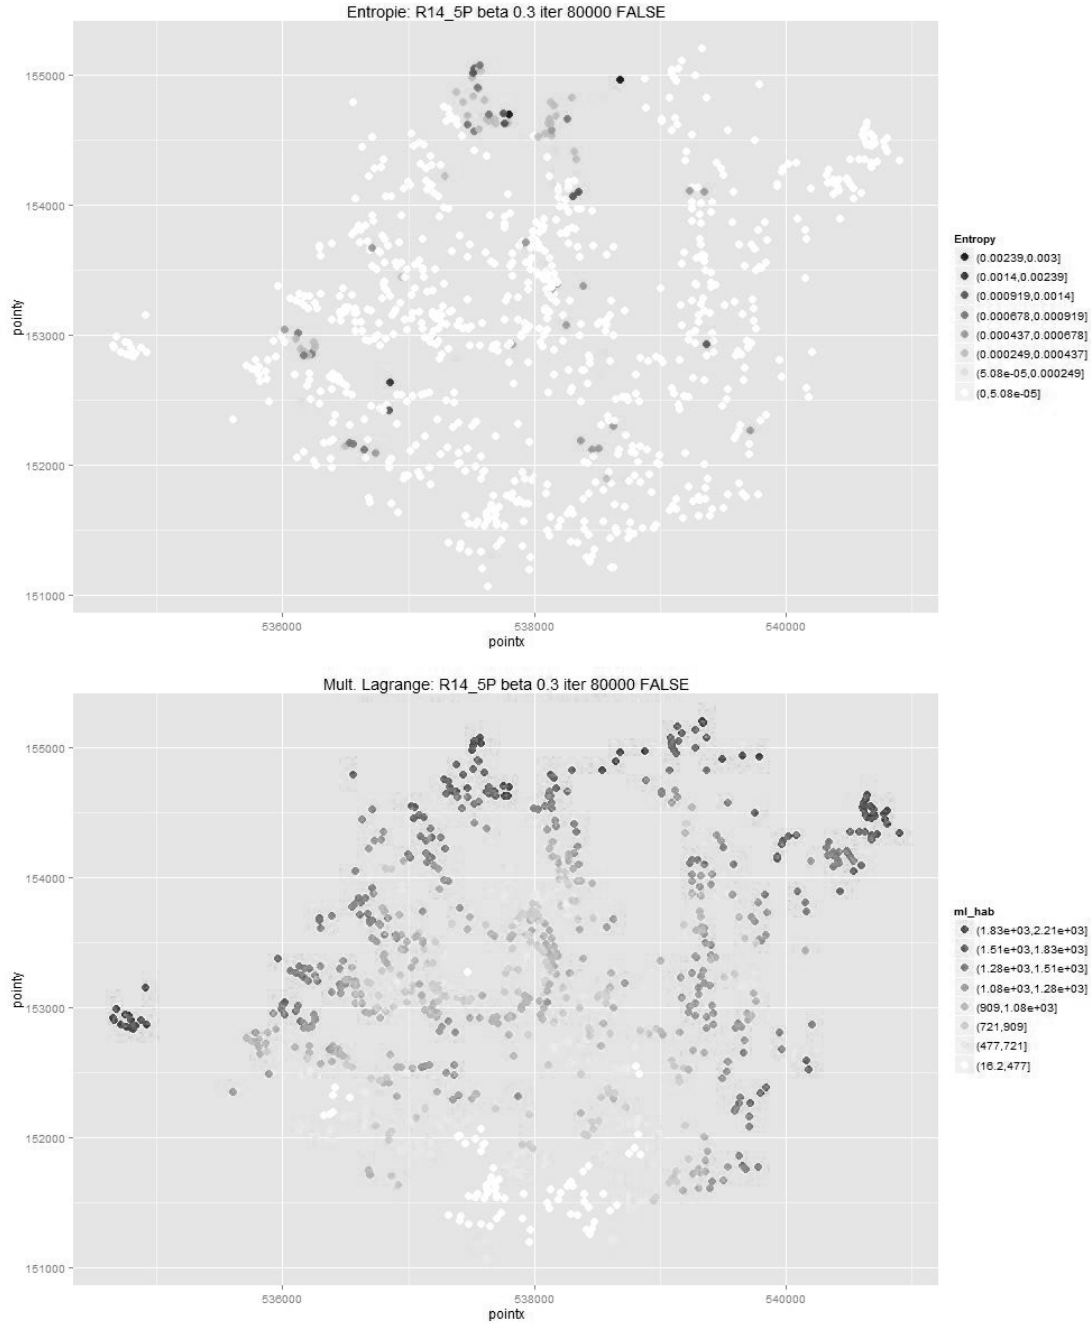 Entropie: R14_5P beta 0.3 iter 80000 FALSE
155000
154000
153000
152000
151000
pointy
536000
538000
540000
pointx
Entropy
(0.00239,0.003]
(0.0014,0.00239]
(0.000919,0.0014]
(0.000678,0.000919]
(0.000437,0.000678]
(0.000249,0.000437]
(5.08e-05,0.000249]
(0,5.08e-05]
Mult. Lagrange: R14_5P beta 0.3 iter 80000 FALSE
155000
154000
153000
152000
151000
pointy
536000
538000
540000
pointx
ml_hab
(1.83e+03,2.21e+03]
(1.51e+03,1.83e+03]
(1.28e+03,1.51e+03]
(1.08e+03,1.28e+03]
(909,1.08e+03]
(721,909]
(477,721]
(16.2,477]